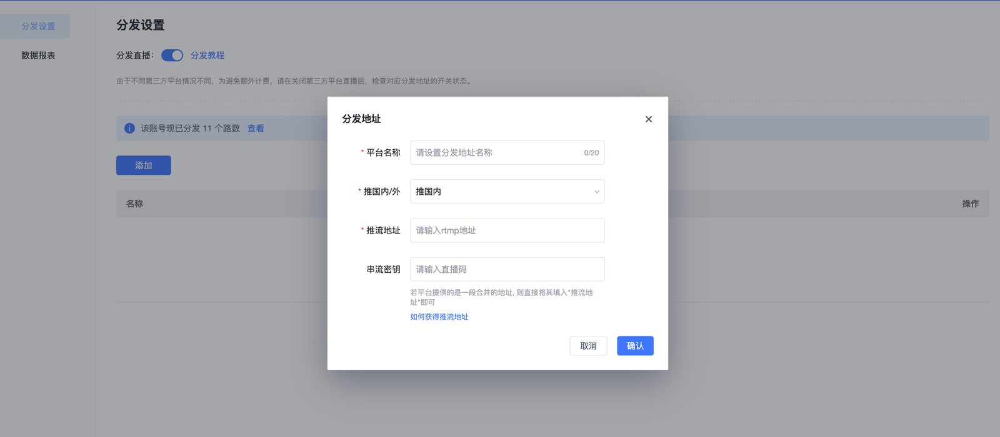 分发设置
数据报表
分发设置
分发直播：
分发教程
由于不同第三方平台情况不同，为避免额外计费，请在关闭第三方平台直播后，检查对应分发地址的开关状态。
该账号现已分发 11 个路数 查看
添加
名称
操作
分发地址
* 平台名称
请设置分发地址名称
0/20
* 推国内/外
推国内
* 推流地址
请输入rtmp地址
串流密钥
请输入直播码
若平台提供的是一段合并的地址, 则直接将其填入"推流地
址"即可
如何获得推流地址
取消
确认